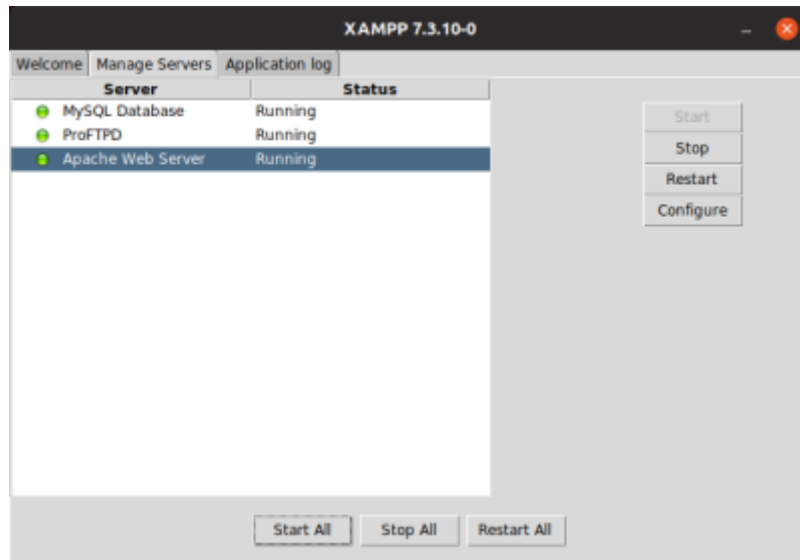 XAMPP 7.3.10-0
Welcome Manage Servers Application log
Server Status
MySQL Database Running
ProFTPD Running
Apache Web Server Running
Start
Stop
Restart
Configure
Start All Stop All Restart All